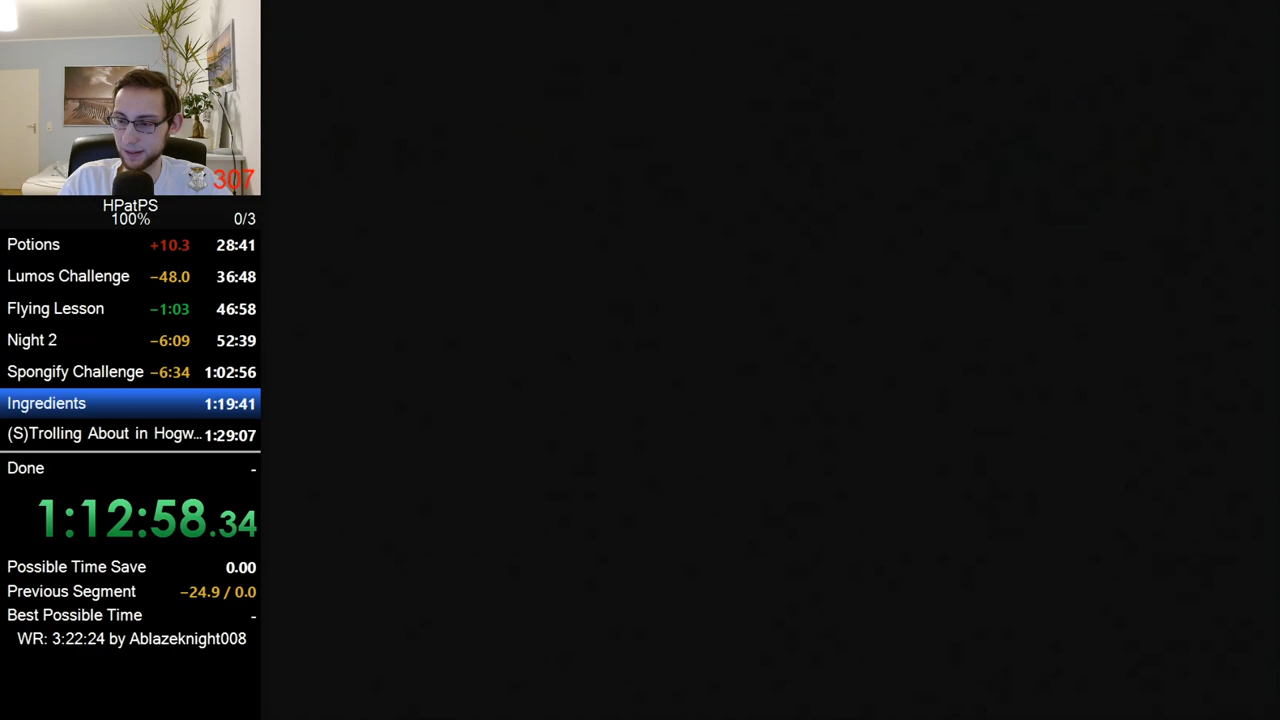 307
HPatPS
100% 0/3
Potions +10.3 28:41
Lumos Challenge −48.0 36:48
Flying Lesson −1:03 46:58
Night 2 −6:09 52:39
Spongify Challenge −6:34 1:02:56
Ingredients 1:19:41
(S)Trolling About in Hogw... 1:29:07
Done -
1:12:58.34
Possible Time Save 0.00
Previous Segment −24.9 / 0.0
Best Possible Time -
WR: 3:22:24 by Ablazeknight008